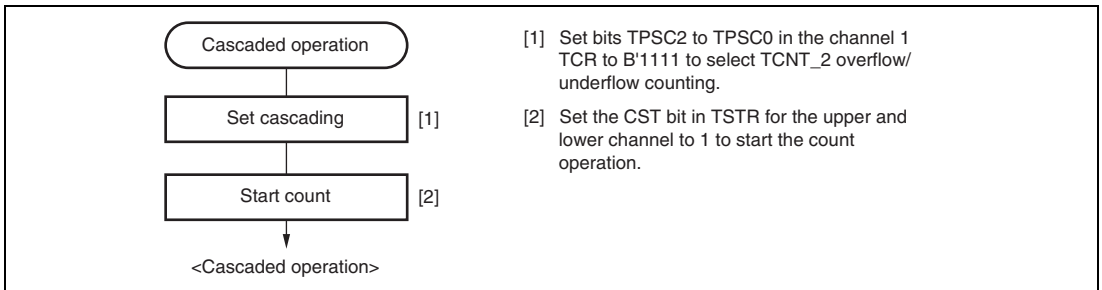 Cascaded operation
Set cascading [1]
Start count [2]
<Cascaded operation>
[1] Set bits TPSC2 to TPSC0 in the channel 1
TCR to B'1111 to select TCNT_2 overflow/
underflow counting.
[2] Set the CST bit in TSTR for the upper and
lower channel to 1 to start the count
operation.